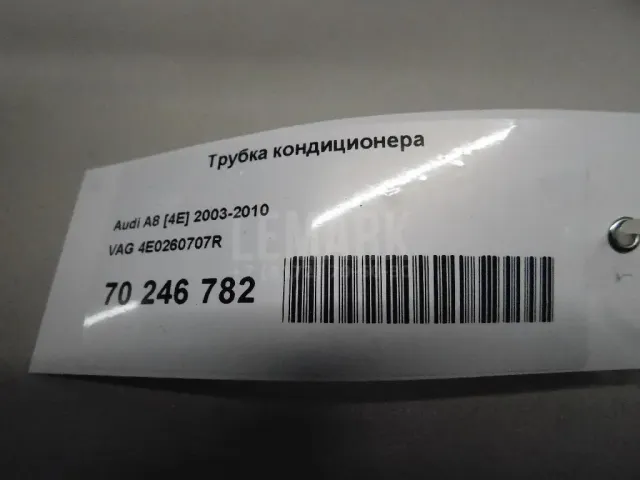 Трубка кондиционера
Audi A8 [4E] 2003-2010
VAG 4E0260707R
LEMARK
70 246 782